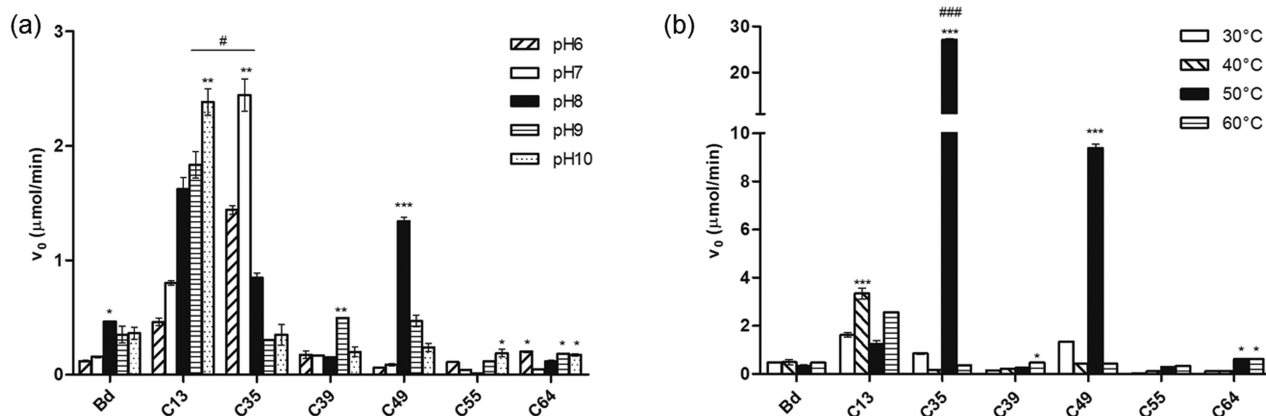 (a)
3
2
1
0
v0 (µmol/min)
#
**
**
*
**
***
*
*
* *
pH6
pH7
pH8
pH9
pH10
Bd
C13
C35
C39
C49
C55
C64
(b)
30
20
10
8
6
4
2
0
v0 (µmol/min)
###
***
***
***
*
* *
30°C
40°C
50°C
60°C
Bd
C13
C35
C39
C49
C55
C64